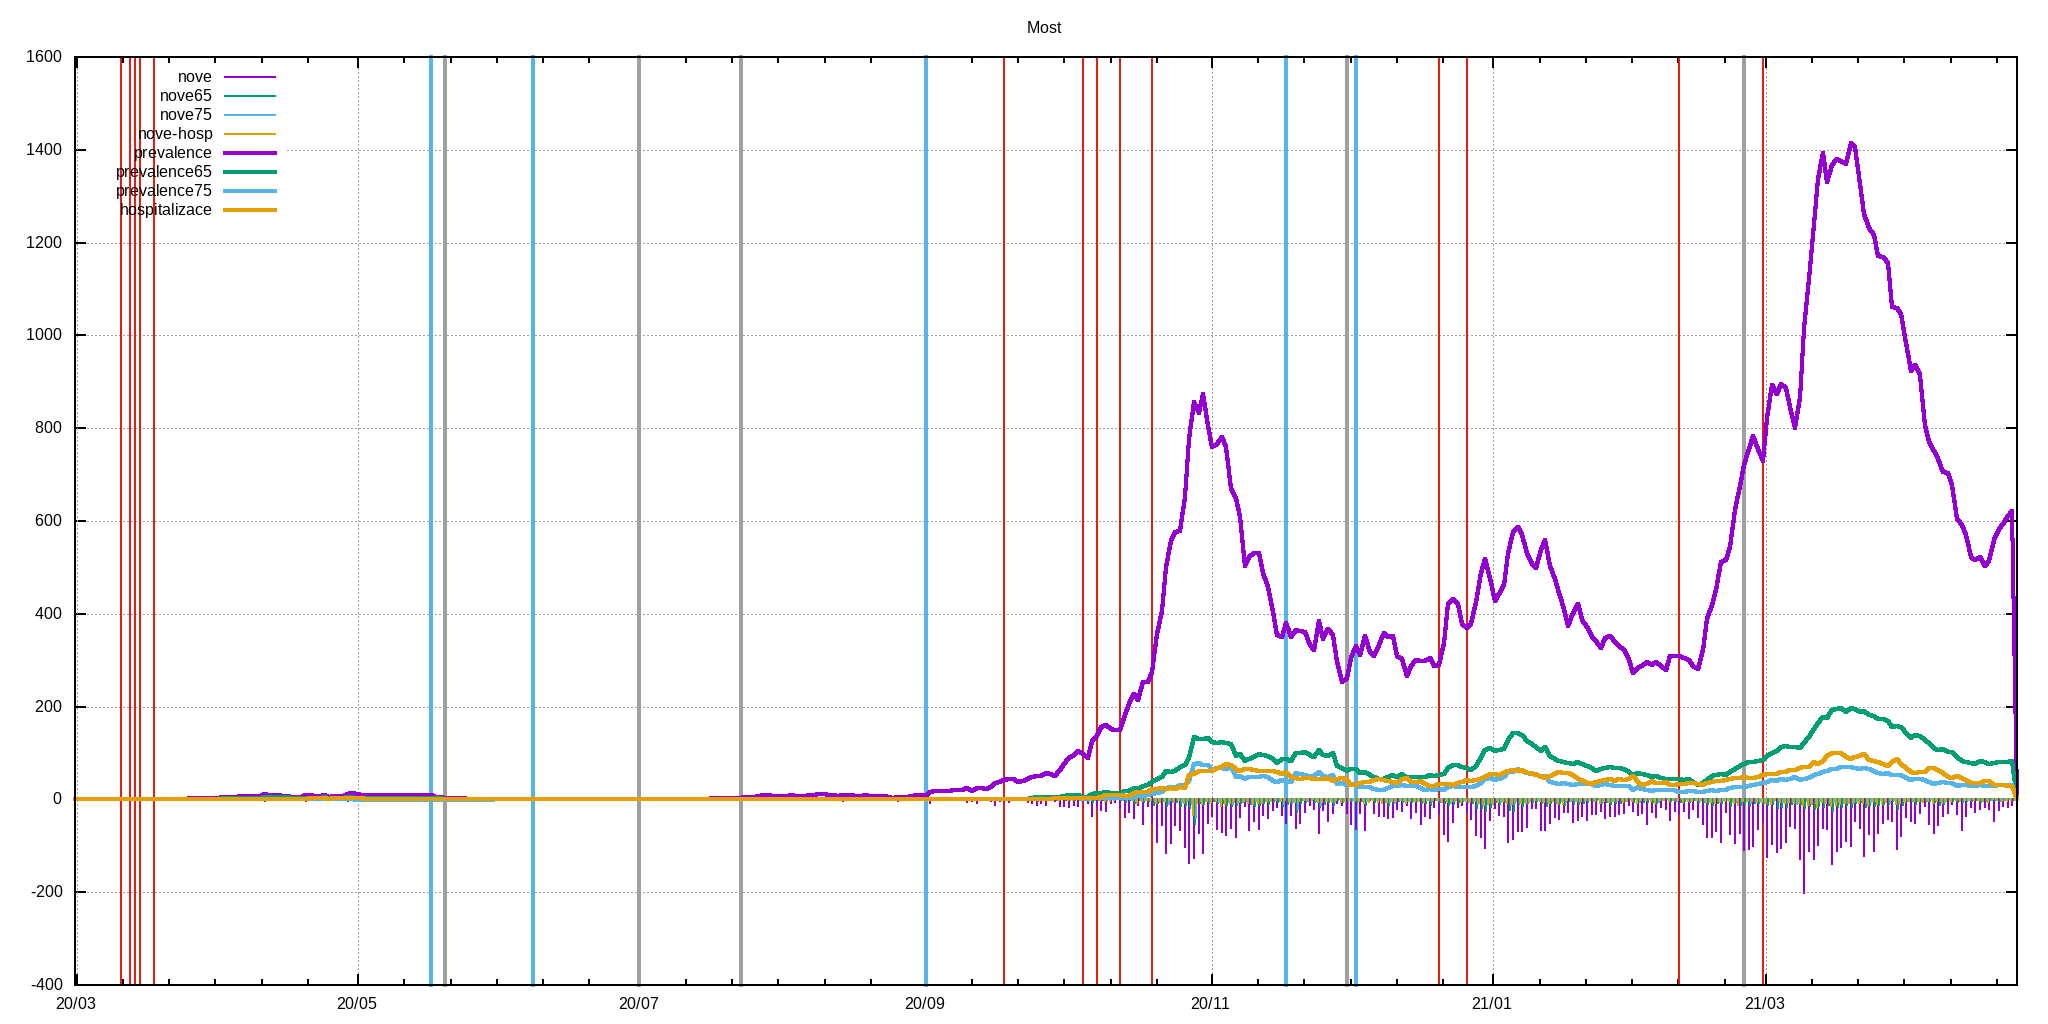 Most
1600
1400
1200
1000
800
600
400
200
0
-200
-400
nove
nove65
nove75
nove-hosp
prevalence
prevalence65
prevalence75
hospitalizace
20/03 20/05 20/07 20/09 20/11 21/01 21/03